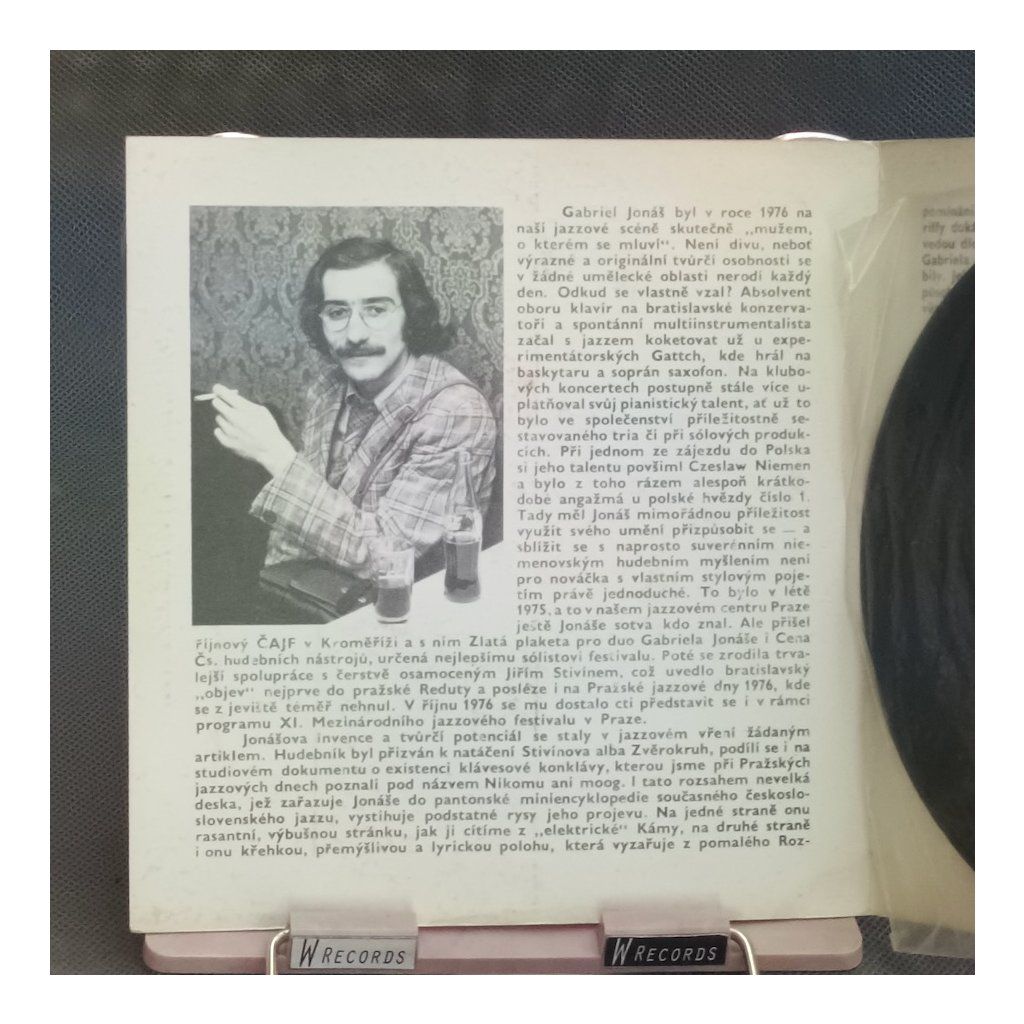 Gabriel Jonáš byl v roce 1976 na
naší jazzové scéně skutečně „mužem,
o kterém se mluví“. Není divu, neboť
výrazné a originální tvůrčí osobnosti se
v žádné umělecké oblasti nerodí každý
den. Odkud se vlastně vzal? Absolvent
oboru klavír na bratislavské konzerva-
toři a spontánní multiinstrumentalista
začal s jazzem koketovat už u expe-
rimentátorských Gattch, kde hrál na
baskytaru a soprán saxofon. Na klubo-
vých koncertech postupně stále více u-
platňoval svůj pianistický talent, ať už to
bylo ve společenství příležitostně se-
stavovaného tria či při sólových produk-
cích. Při jednom ze zájezdu do Polska
si jeho talentu povšiml Czeslaw Niemen
a bylo z toho rázem alespoň krátko-
dobé angažmá u polské hvězdy číslo 1.
Tady měl Jonáš mimořádnou příležitost
využít svého umění přizpůsobit se — a
sblížit se s naprosto suverénním nie-
menovským hudebním myšlením není
pro nováčka s vlastním stylovým poje-
tím právě jednoduché. To bylo v létě
1975, a to v našem jazzovém centru Praze
ještě Jonáše sotva kdo znal. Ale přišel
říjnový ČAJF v Kroměříži a s ním Zlatá plaketa pro duo Gabriela Jonáše i Cena
Čs. hudebních nástrojů, určená nejlepšímu sólistovi festivalu. Poté se zrodila trva-
lejší spolupráce s čerstvě osamoceným Jiřím Stivínem, což uvedlo bratislavský
„objev“ nejprve do pražské Reduty a posléze i na Pražské jazzové dny 1976, kde
se z jeviště téměř nehnul. V říjnu 1976 se mu dostalo cti představit se i v rámci
programu XI. Mezinárodního jazzového festivalu v Praze.
Jonášova invence a tvůrčí potenciál se staly v jazzovém vření žádaným
artiklem. Hudebník byl přizván k natáčení Stivínova alba Zvěrokruh, podílí se i na
studiovém dokumentu o existenci klávesové konklávy, kterou jsme při Pražských
jazzových dnech poznali pod názvem Nikomu ani moog. I tato rozsahem nevelká
deska, jež zařazuje Jonáše do pantonské miniencyklopedie současného českoslo-
slovenského jazzu, vystihuje podstatné rysy jeho projevu. Na jedné straně onu
rasantní, výbušnou stránku, jak ji cítíme z „elektrické“ Kámy, na druhé straně
i onu křehkou, přemýšlivou a lyrickou polohu, která vyzařuje z pomalého Roz-
riffy
vedou
Gabriela
W RECORDS
W RECORDS